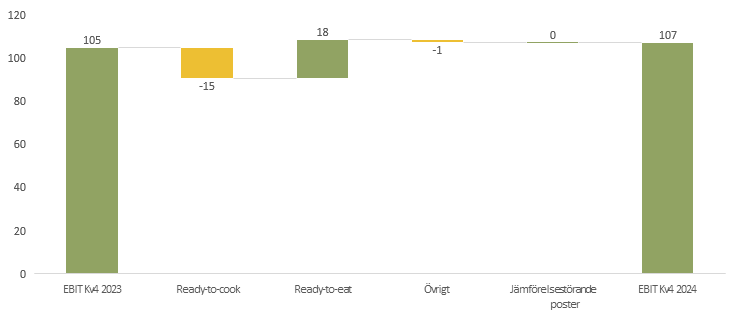 120
100
80
60
40
20
0
105
-15
18
-1
0
107
EBIT Kv4 2023
Ready-to-cook
Ready-to-eat
Övrigt
Jämförelsestörande
poster
EBIT Kv4 2024